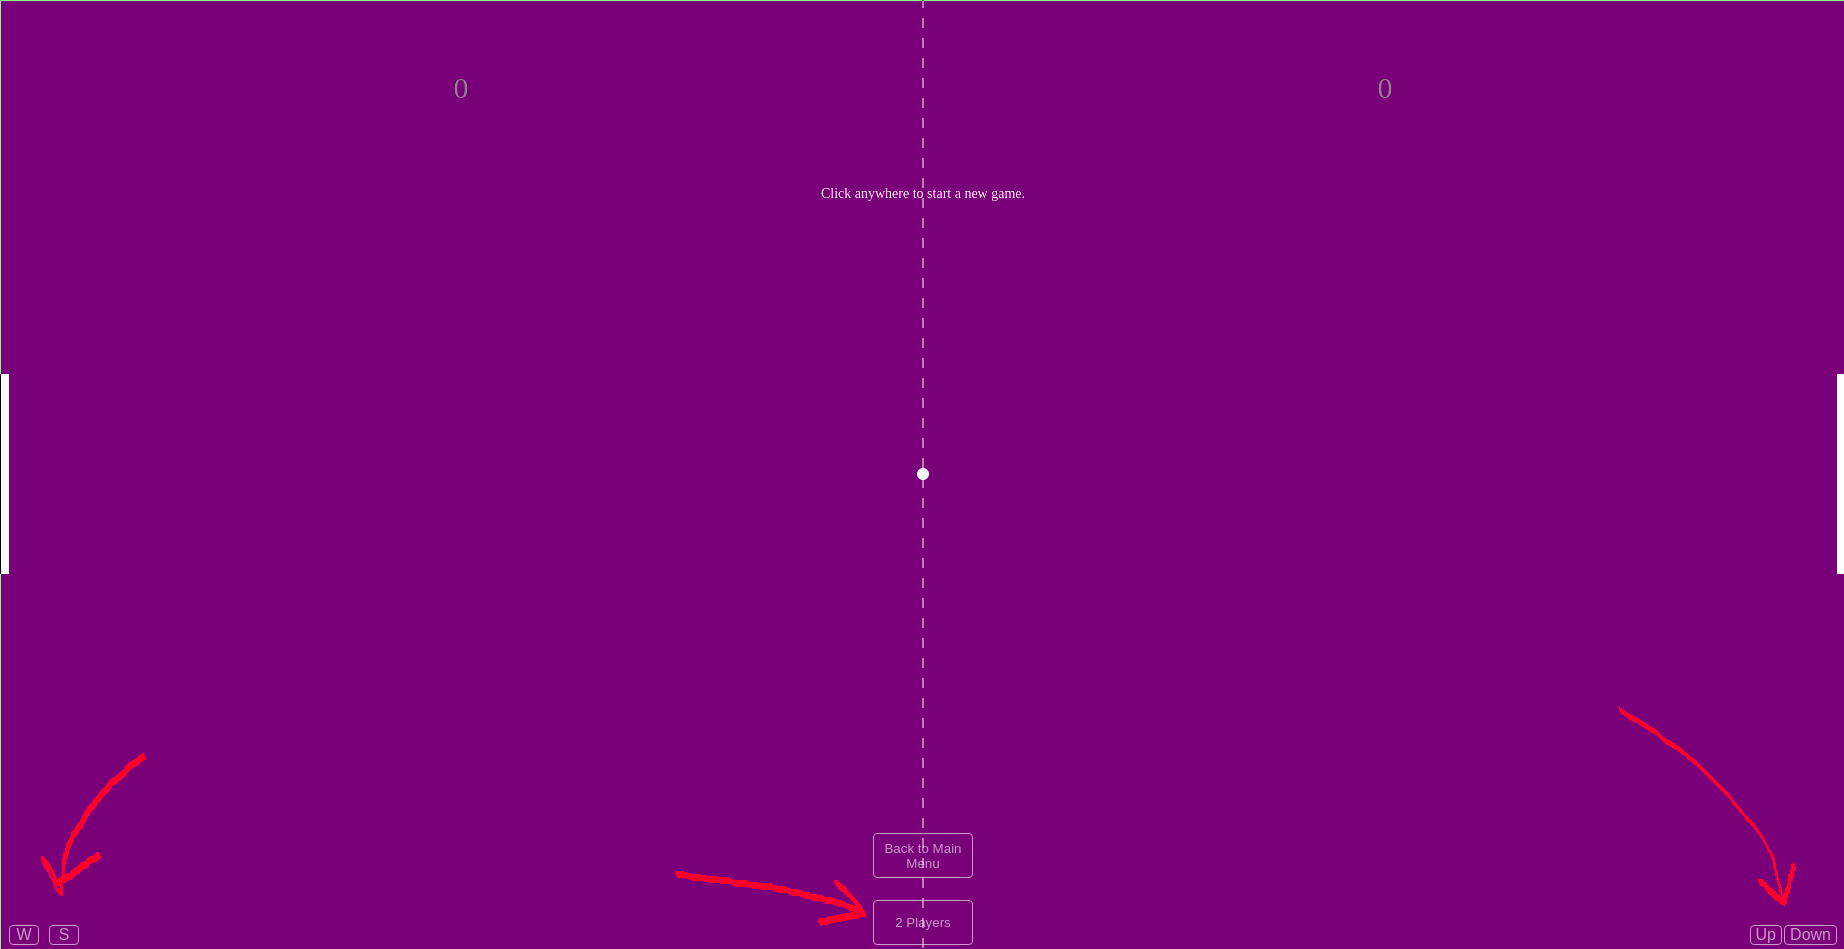 0 0
Click anywhere to start a new game.
Back to Main
Menu
2 Players
W S Up Down